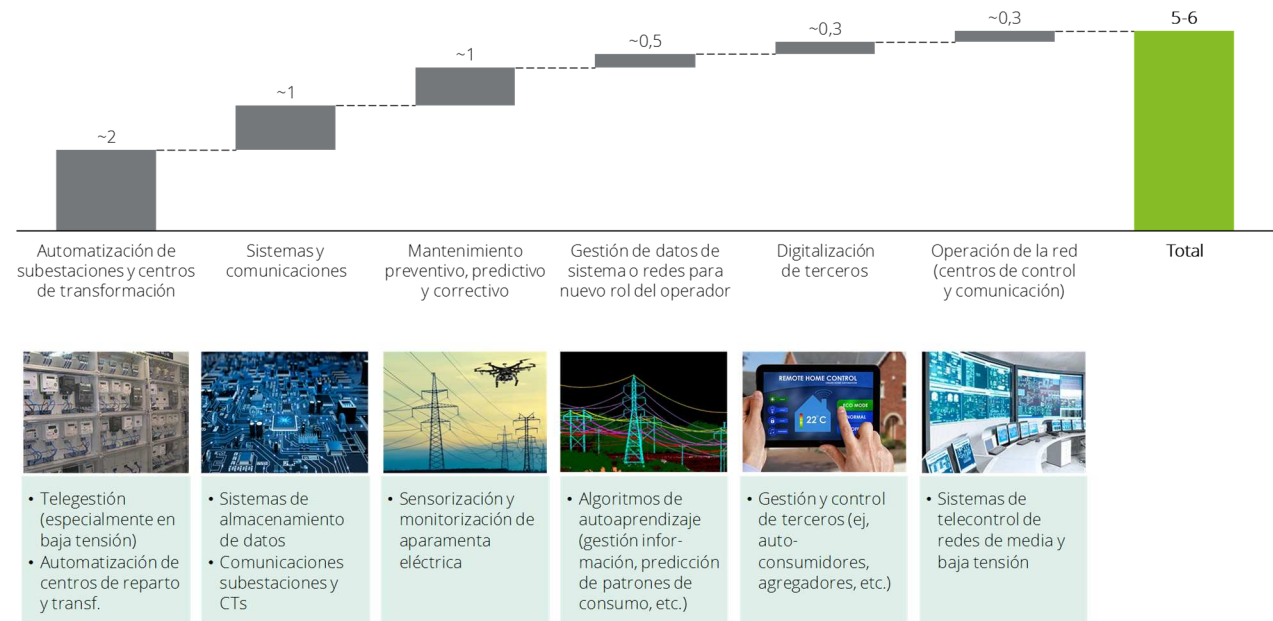 ~2
~1
~1
~0,5
~0,3
~0,3
5-6
Automatización de
subestaciones y centros
de transformación
Sistemas y
comunicaciones
Mantenimiento
preventivo, predictivo
y correctivo
Gestión de datos de
sistema o redes para
nuevo rol del operador
Digitalización
de terceros
Operación de la red
(centros de control
y comunicación)
Total
REMOTE HOME CONTROL
22°C
ECO MODE
NORMAL
• Telegestión
(especialmente en
baja tensión)
• Automatización de
centros de reparto
y transf.
• Sistemas de
almacenamiento
de datos
• Comunicaciones
subestaciones y
CTs
• Sensorización y
monitorización de
aparamenta
eléctrica
• Algoritmos de
autoaprendizaje
(gestión infor-
mación, predicción
de patrones de
consumo, etc.)
• Gestión y control
de terceros (ej,
auto-
consumidores,
agregadores, etc.)
• Sistemas de
telecontrol de
redes de media y
baja tensión